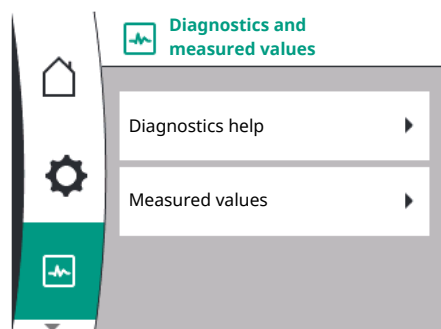 Diagnostics and
measured values
Diagnostics help
Measured values